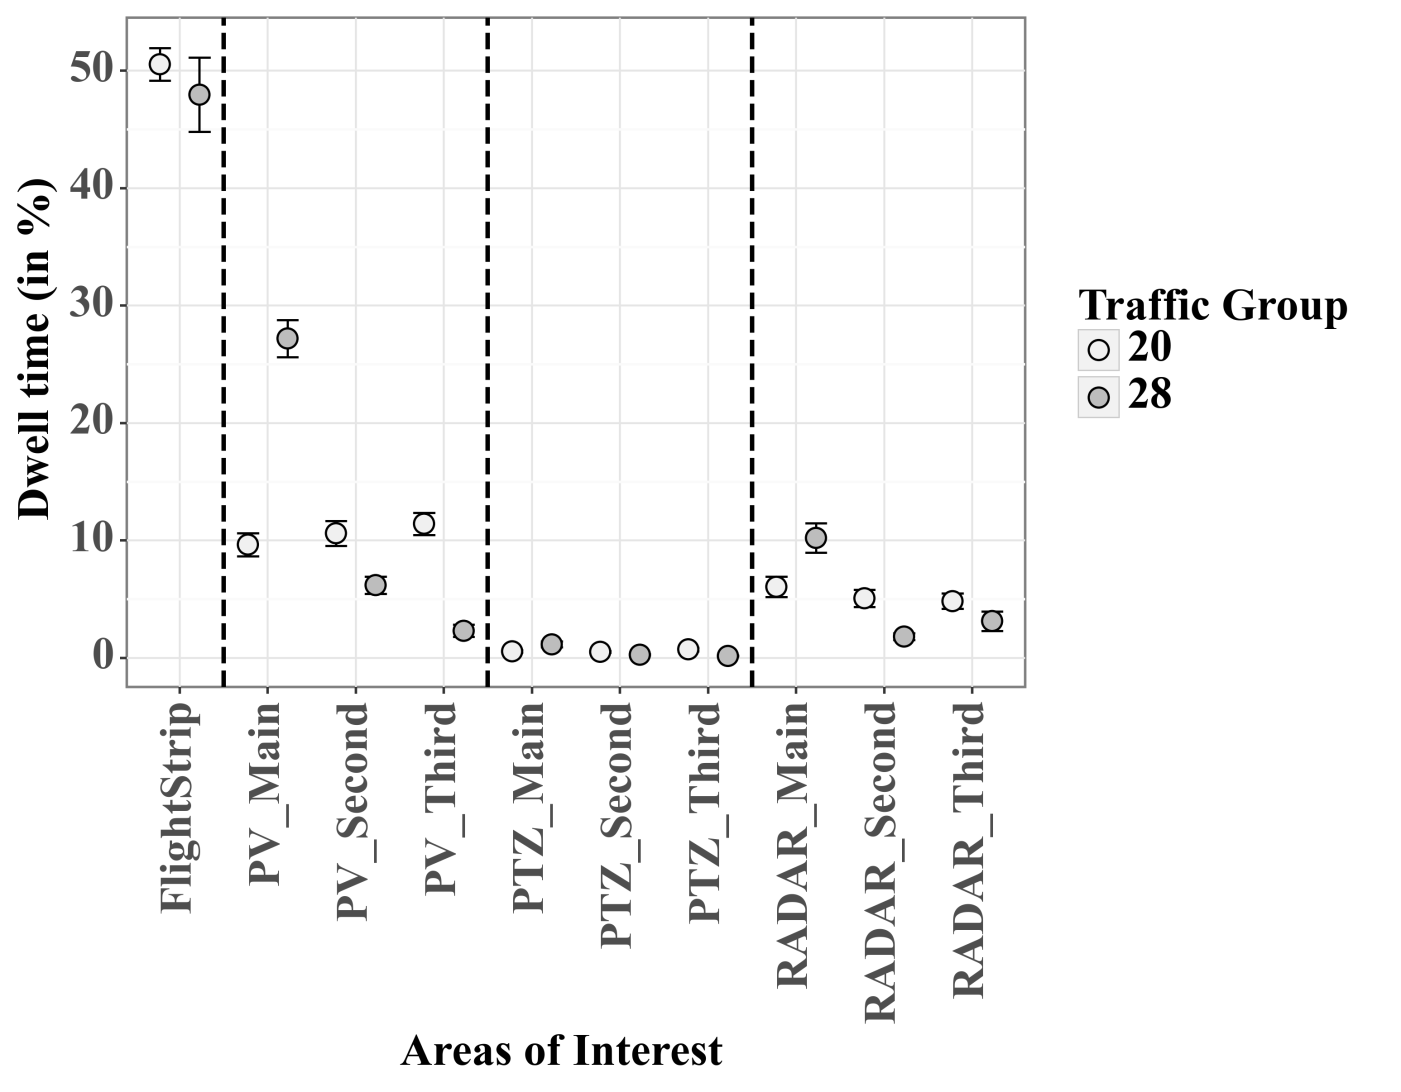 Dwell time (in %)
50
40
30
20
10
0
FlightStrip
PV_Main
PV_Second
PV_Third
PTZ_Main
PTZ_Second
PTZ_Third
RADAR_Main
RADAR_Second
RADAR_Third
Areas of Interest
Traffic Group
20
28